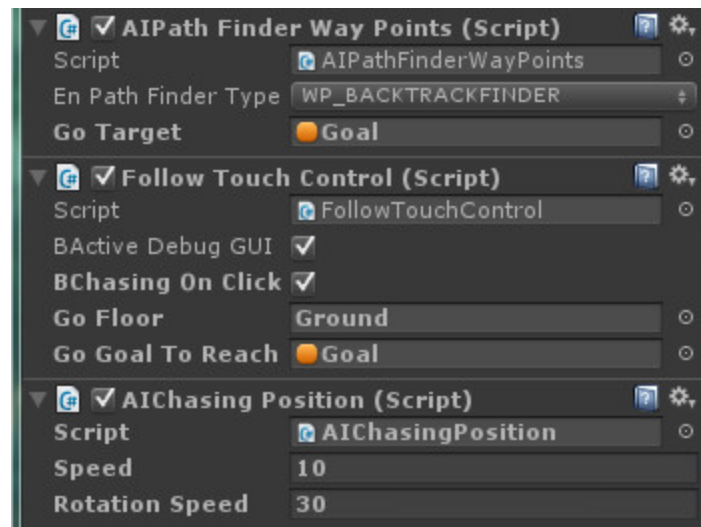 AIPath Finder Way Points (Script)
Script AIPathFinderWayPoints
En Path Finder Type WP_BACKTRACKFINDER
Go Target Goal
Follow Touch Control (Script)
Script FollowTouchControl
BActive Debug GUI
BChasing On Click
Go Floor Ground
Go Goal To Reach Goal
AIChasing Position (Script)
Script AIChasingPosition
Speed 10
Rotation Speed 30